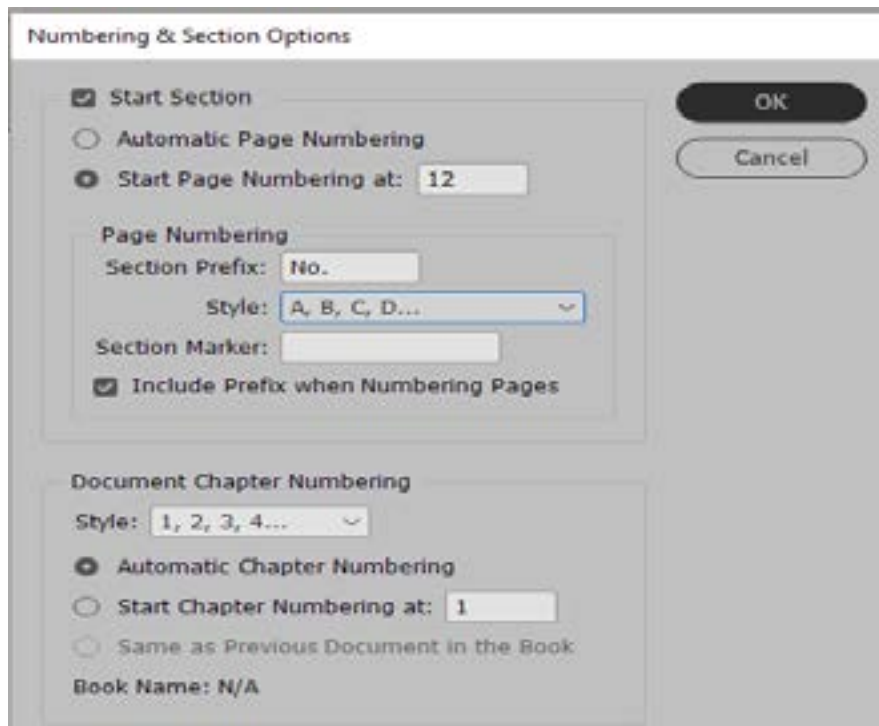 Numbering & Section Options
Start Section
Automatic Page Numbering
Start Page Numbering at: 12
Page Numbering
Section Prefix: No.
Style: A, B, C, D...
Section Marker:
Include Prefix when Numbering Pages
OK
Cancel
Document Chapter Numbering
Style: 1, 2, 3, 4...
Automatic Chapter Numbering
Start Chapter Numbering at: 1
Same as Previous Document in the Book
Book Name: N/A